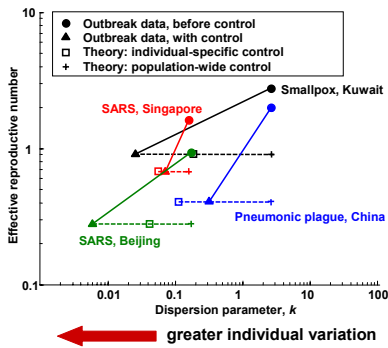 10
Outbreak data, before control
Outbreak data, with control
Theory: individual-specific control
Theory: population-wide control
SARS, Singapore
Smallpox, Kuwait
1
Effective reproductive number
Pneumonic plague, China
SARS, Beijing
0.1
0.01 0.1 1 10 100
Dispersion parameter, k
greater individual variation